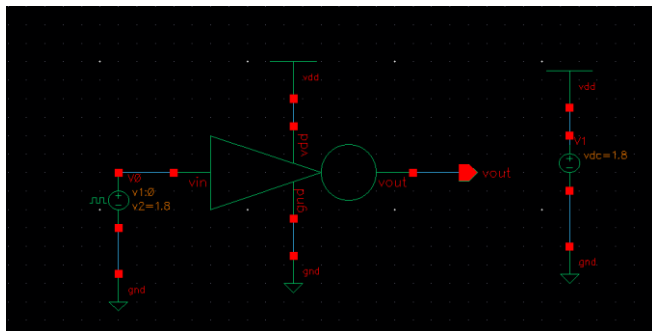 vdd
vdd
vdd
V0
vin
vout
vout
V1
vdc=1.8
v1:0
v2=1.8
gnd
gnd
gnd
gnd